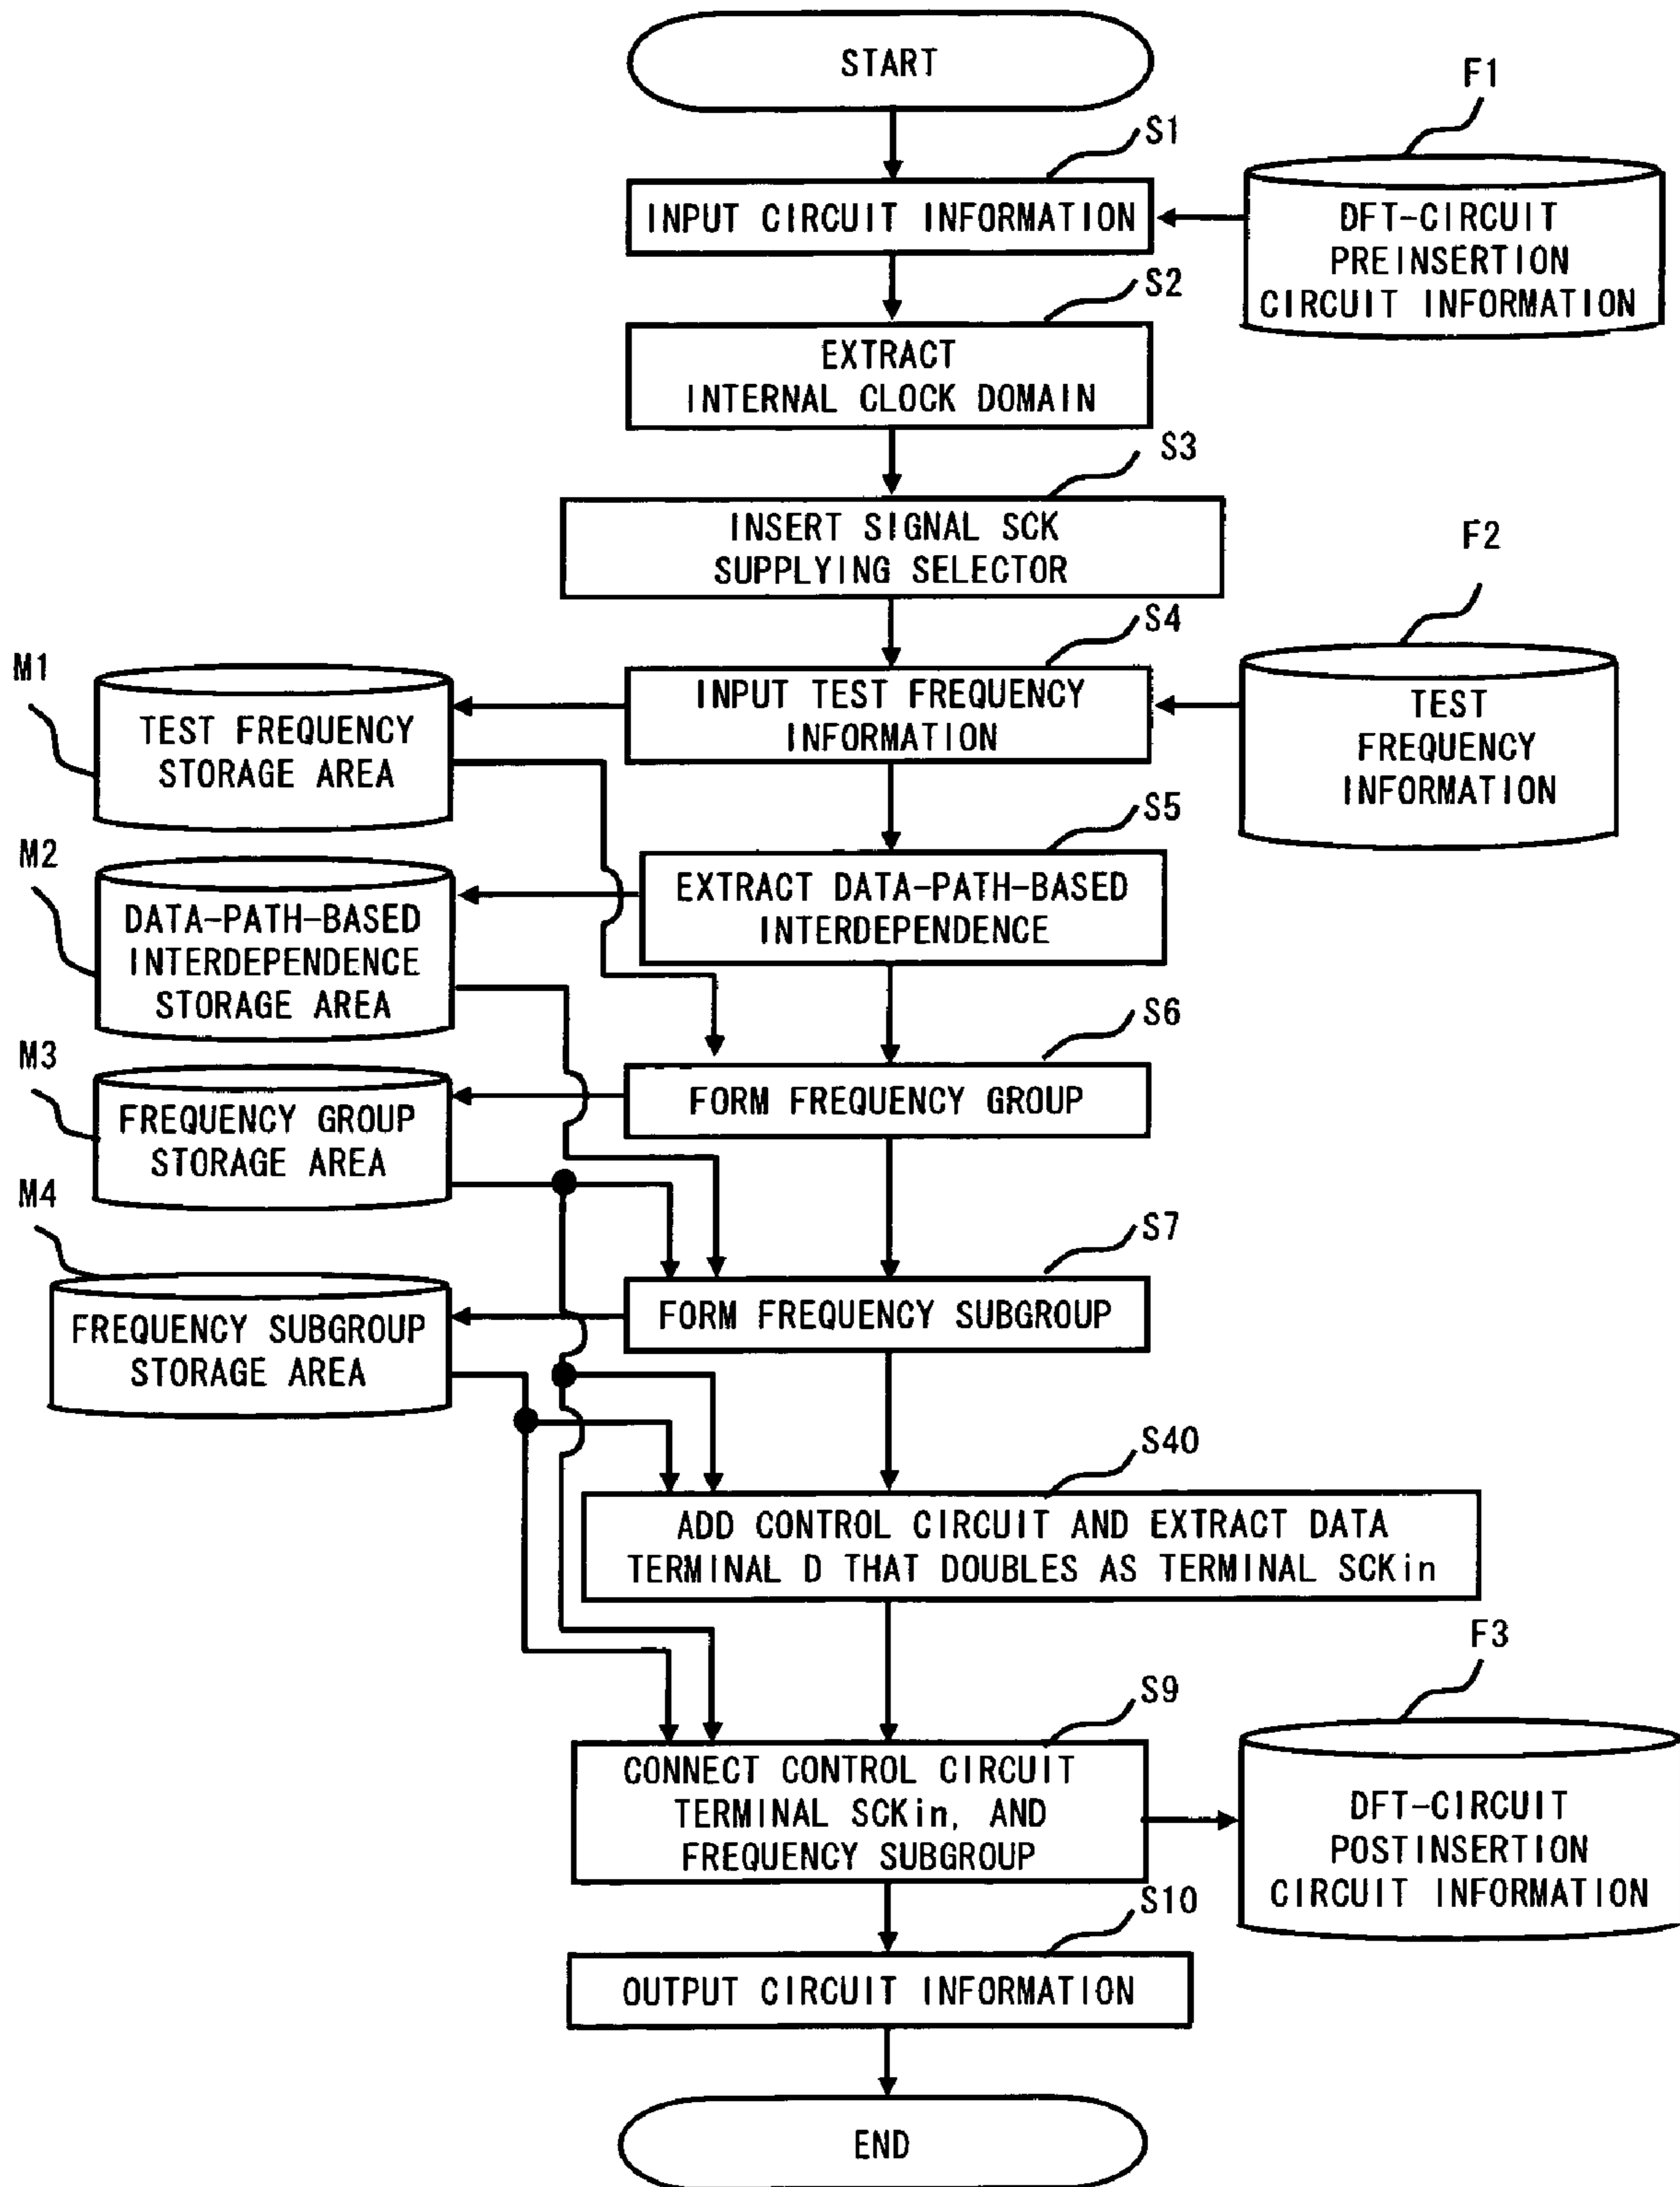 START
F1
S1
INPUT CIRCUIT INFORMATION
DFT-CIRCUIT
PREINSERTION
CIRCUIT INFORMATION
S2
EXTRACT
INTERNAL CLOCK DOMAIN
S3
INSERT SIGNAL SCK
SUPPLYING SELECTOR
F2
S4
M1
INPUT TEST FREQUENCY
INFORMATION
TEST
FREQUENCY
INFORMATION
TEST FREQUENCY
STORAGE AREA
S5
M2
EXTRACT DATA-PATH-BASED
INTERDEPENDENCE
DATA-PATH-BASED
INTERDEPENDENCE
STORAGE AREA
S6
M3
FORM FREQUENCY GROUP
FREQUENCY GROUP
STORAGE AREA
M4
S7
FORM FREQUENCY SUBGROUP
FREQUENCY SUBGROUP
STORAGE AREA
S40
ADD CONTROL CIRCUIT AND EXTRACT DATA
TERMINAL D THAT DOUBLES AS TERMINAL SCKin
F3
S9
CONNECT CONTROL CIRCUIT
TERMINAL SCKin, AND
FREQUENCY SUBGROUP
DFT-CIRCUIT
POSTINSERTION
CIRCUIT INFORMATION
S10
OUTPUT CIRCUIT INFORMATION
END